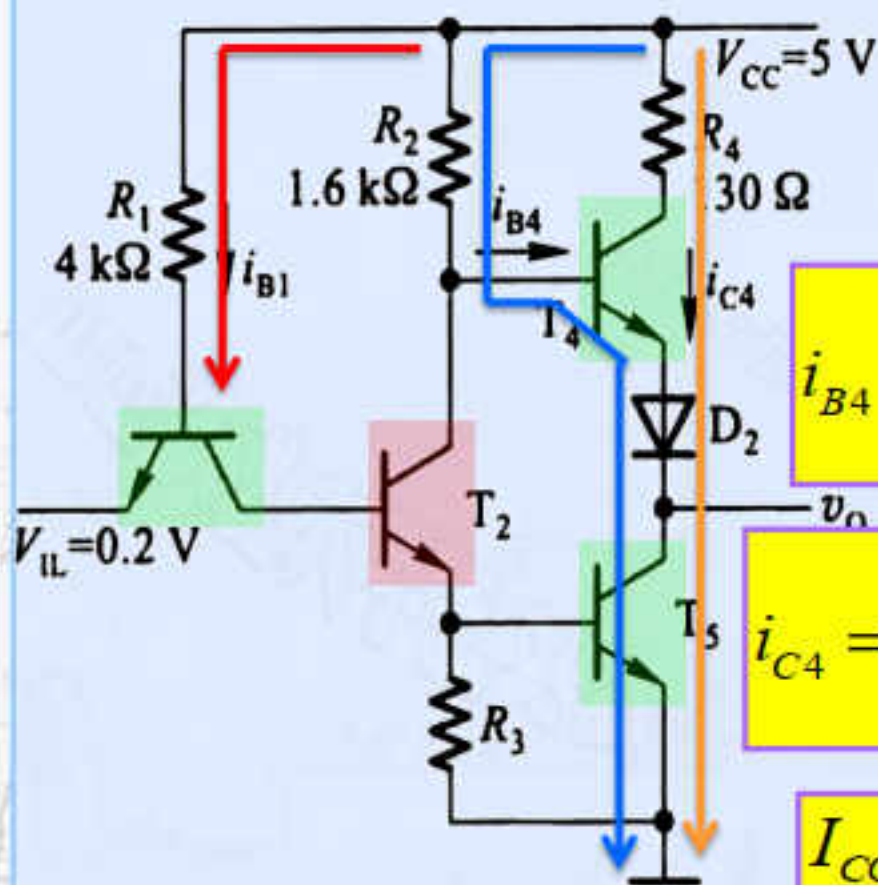 V_CC=5 V
R_2
1.6 kΩ
R_4
30 Ω
R_1
4 kΩ
i_B1
i_B4
i_C4
T_4
i_B4
D_2
T_2
v_O
V_IL=0.2 V
T_5
i_C4 =
R_3
I_CC